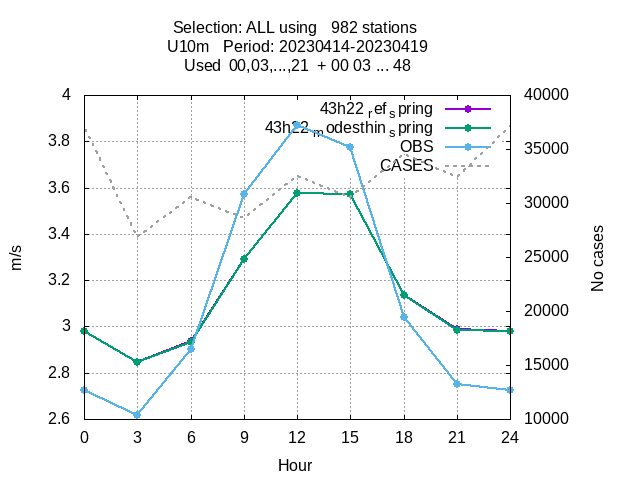 Selection: ALL using   982 stations
U10m   Period: 20230414-20230419
Used  00,03,...,21  + 00 03 ... 48
4
3.8
3.6
3.4
3.2
3
2.8
2.6
m/s
40000
35000
30000
25000
20000
15000
10000
No cases
43h22 ref spring
43h22 modesthin spring
OBS
CASES
0 3 6 9 12 15 18 21 24
Hour